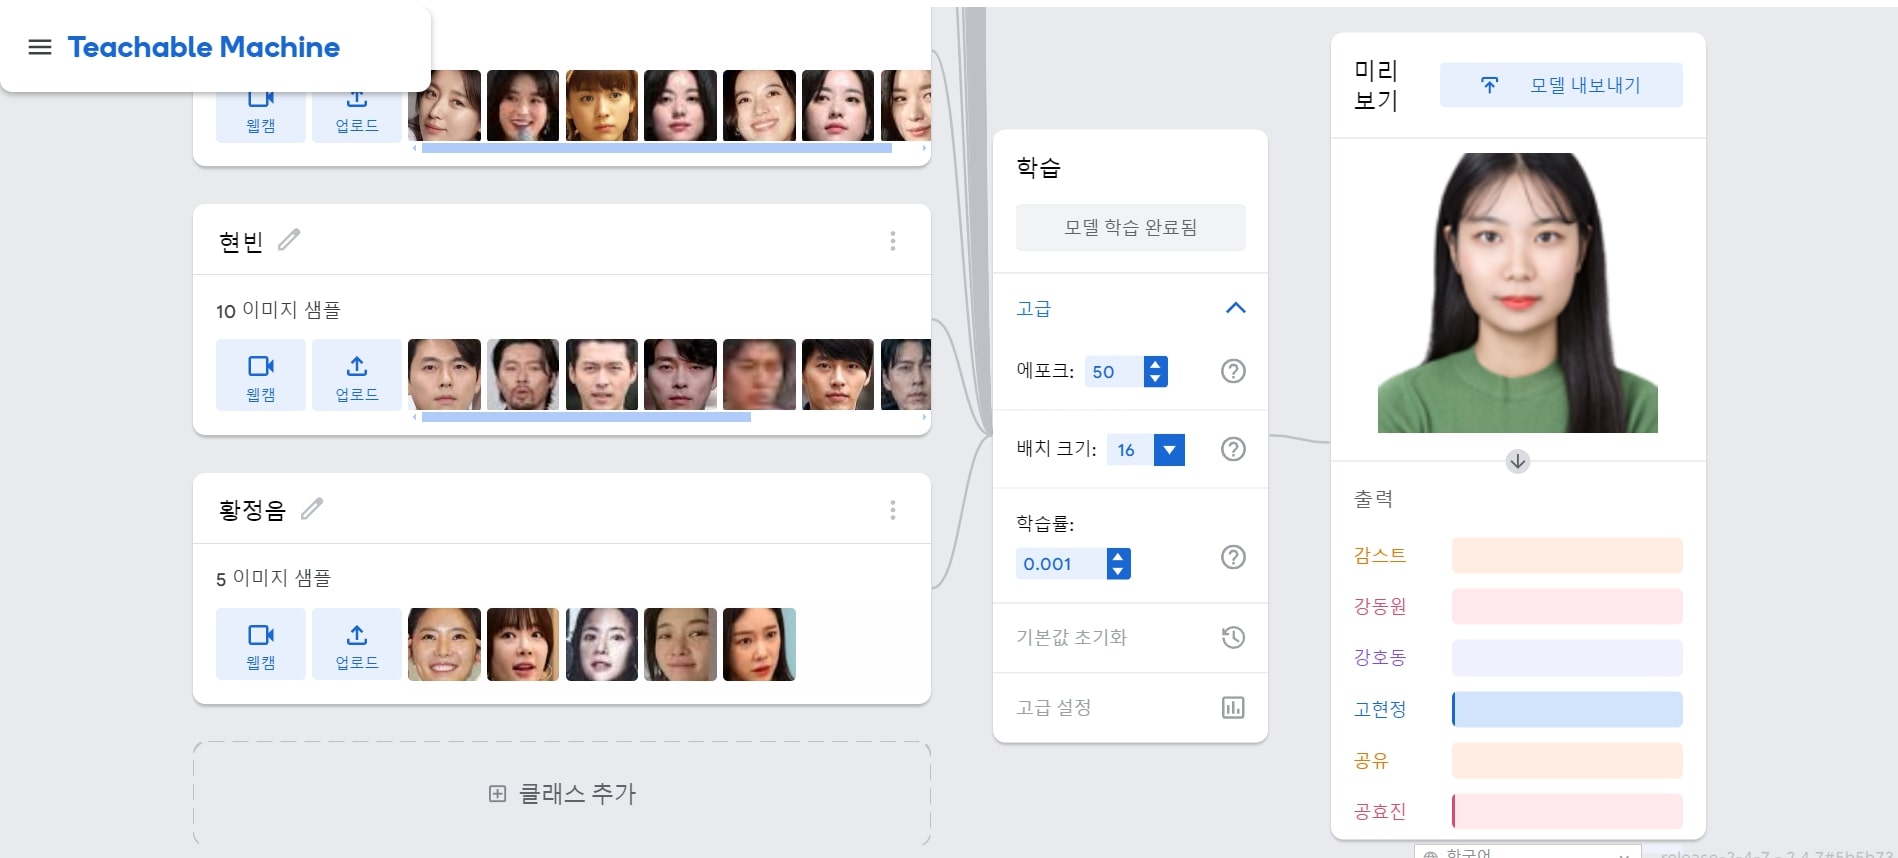 Teachable Machine
웹캠
업로드
현빈
10 이미지 샘플
웹캠
업로드
황정음
5 이미지 샘플
웹캠
업로드
클래스 추가
학습
모델 학습 완료됨
고급
에포크: 50
배치 크기: 16
학습률:
0.001
기본값 초기화
고급 설정
미리
보기
모델 내보내기
출력
감스트
강동원
강호동
고현정
공유
공효진
한국어